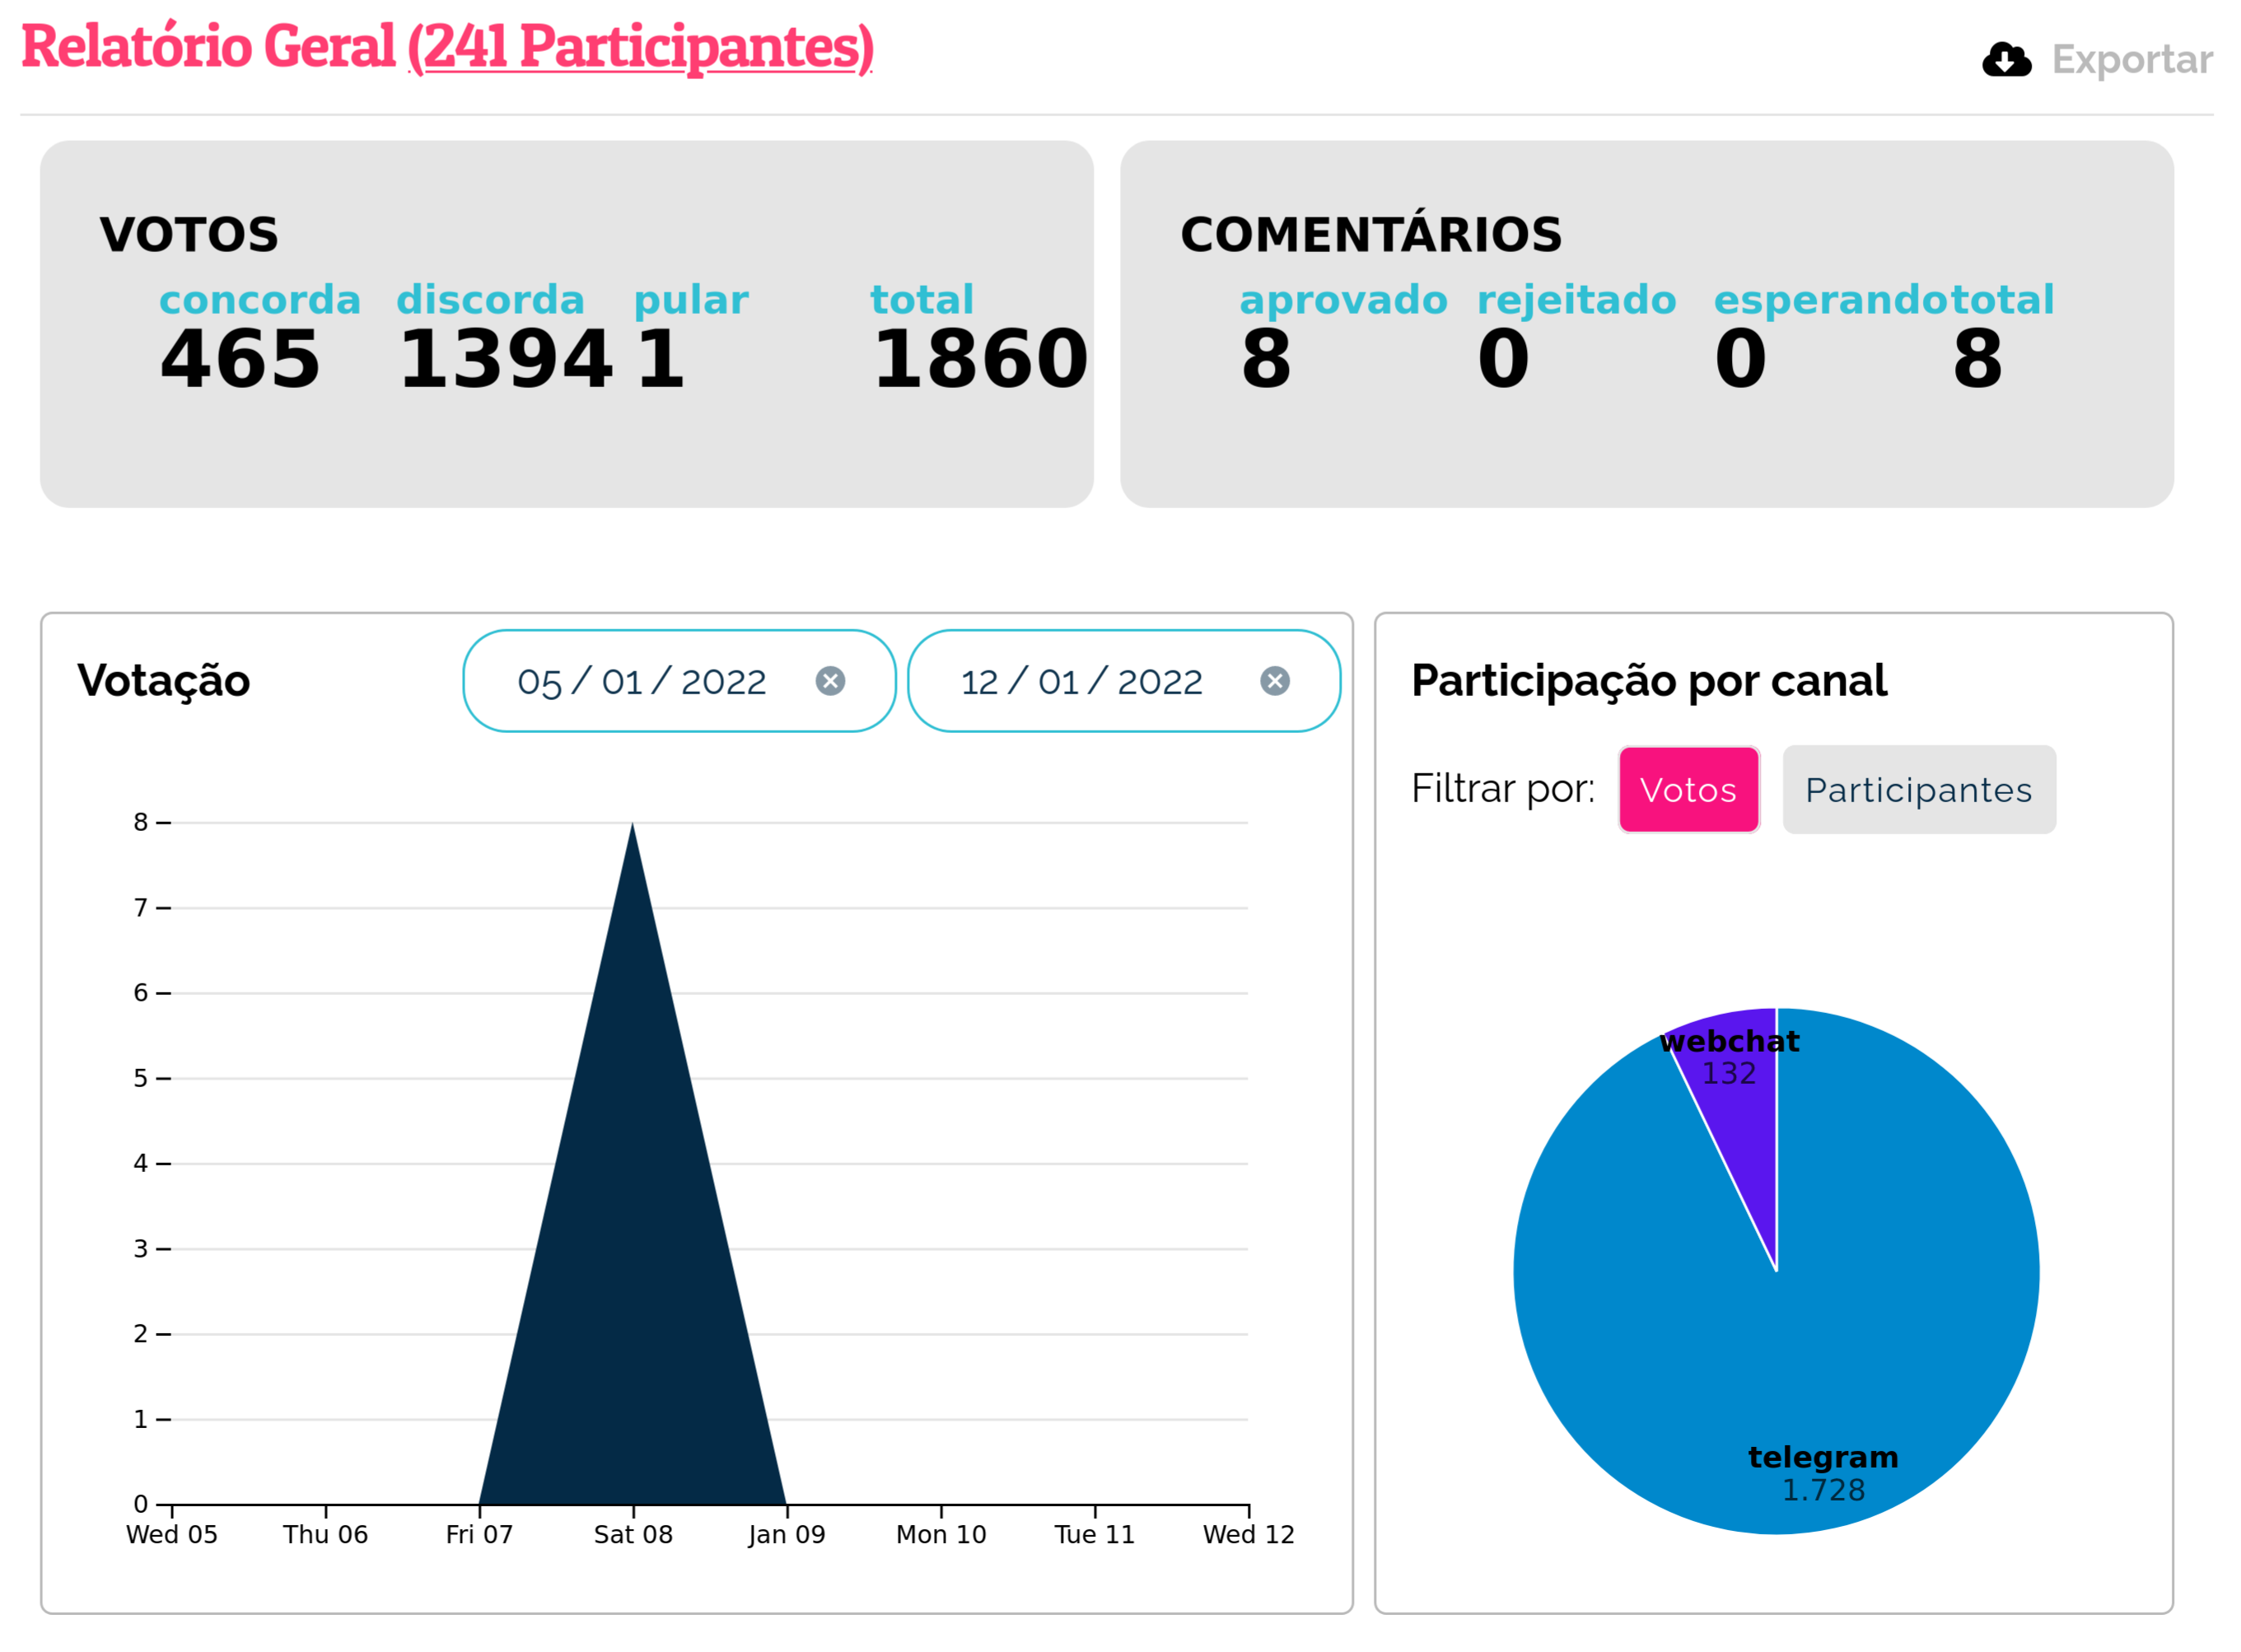 Relatório Geral (241 Participantes)
Exportar
VOTOS
concorda discorda pular total
465 1394 1 1860
COMENTÁRIOS
aprovado rejeitado esperando total
8 0 0 8
Votação
05 / 01 / 2022
12 / 01 / 2022
8
7
6
5
4
3
2
1
0
Wed 05 Thu 06 Fri 07 Sat 08 Jan 09 Mon 10 Tue 11 Wed 12
Participação por canal
Filtrar por: Votos Participantes
webchat
132
telegram
1.728